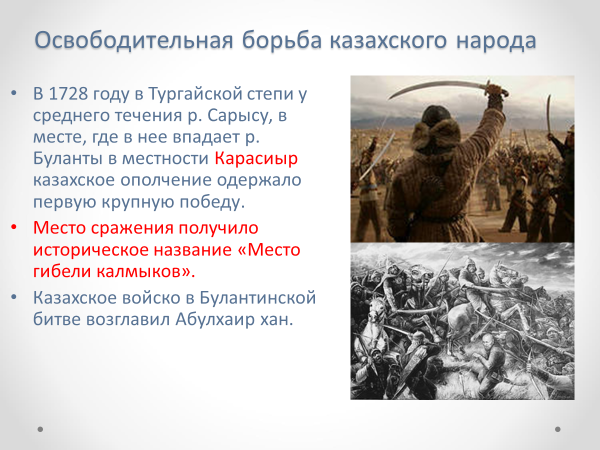 Освободительная борьба казахского народа
• В 1728 году в Тургайской степи у
среднего течения р. Сарысу, в
месте, где в нее впадает р.
Буланты в местности Карасиыр
казахское ополчение одержало
первую крупную победу.
• Место сражения получило
историческое название «Место
гибели калмыков».
• Казахское войско в Булантинской
битве возглавил Абулхаир хан.